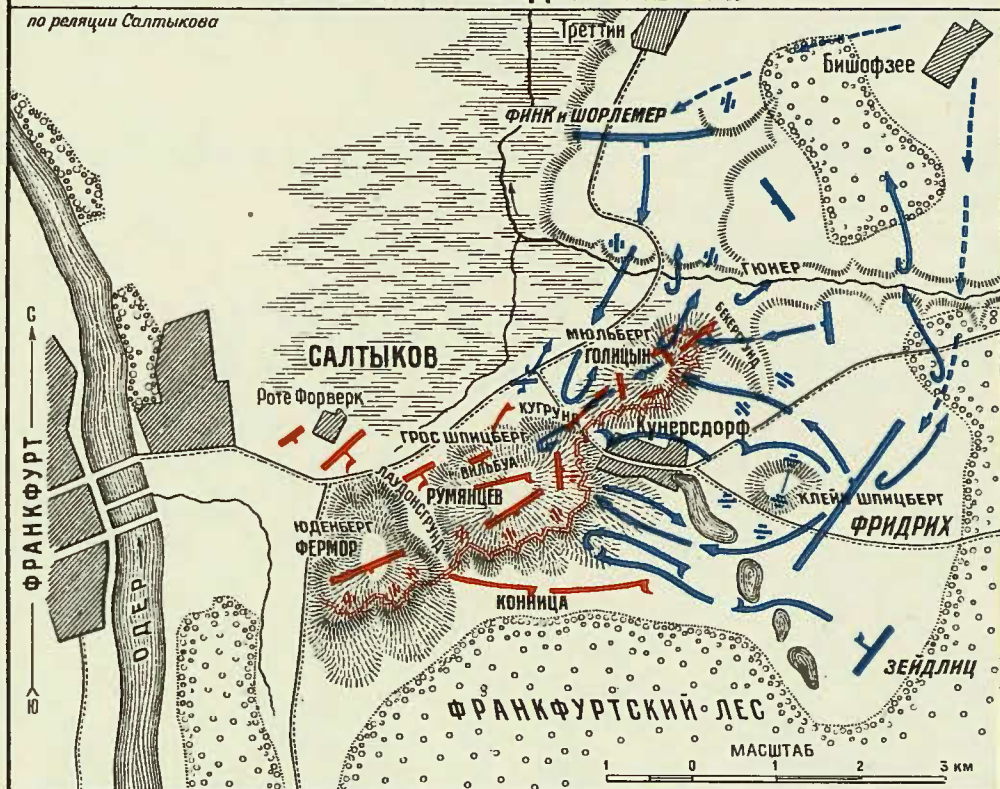 по реляции Салтыкова
Треттин
Бишофзее
ФИНК и ШОРЛЕМЕР
ГЮНЕР
С
МЮЛЬБЕРГ
ГОЛИЦЫН
БЕКЕРГРУНД
САЛТЫКОВ
Роте Форверк
КУГРУНД
ГРОС ШПИЦБЕРГ
Кунерсдорф
ВИЛЬБУА
РУМЯНЦЕВ
ЛАУДОНСГРУНД
КЛЕЙН ШПИЦБЕРГ
ФРИДРИХ
ЮДЕНБЕРГ
ФЕРМОР
ФРАНКФУРТ
ОДЕР
КОННИЦА
ЗЕЙДЛИЦ
Ю
ФРАНКФУРТСКИЙ ЛЕС
МАСШТАБ
1 0 1 2 3 км